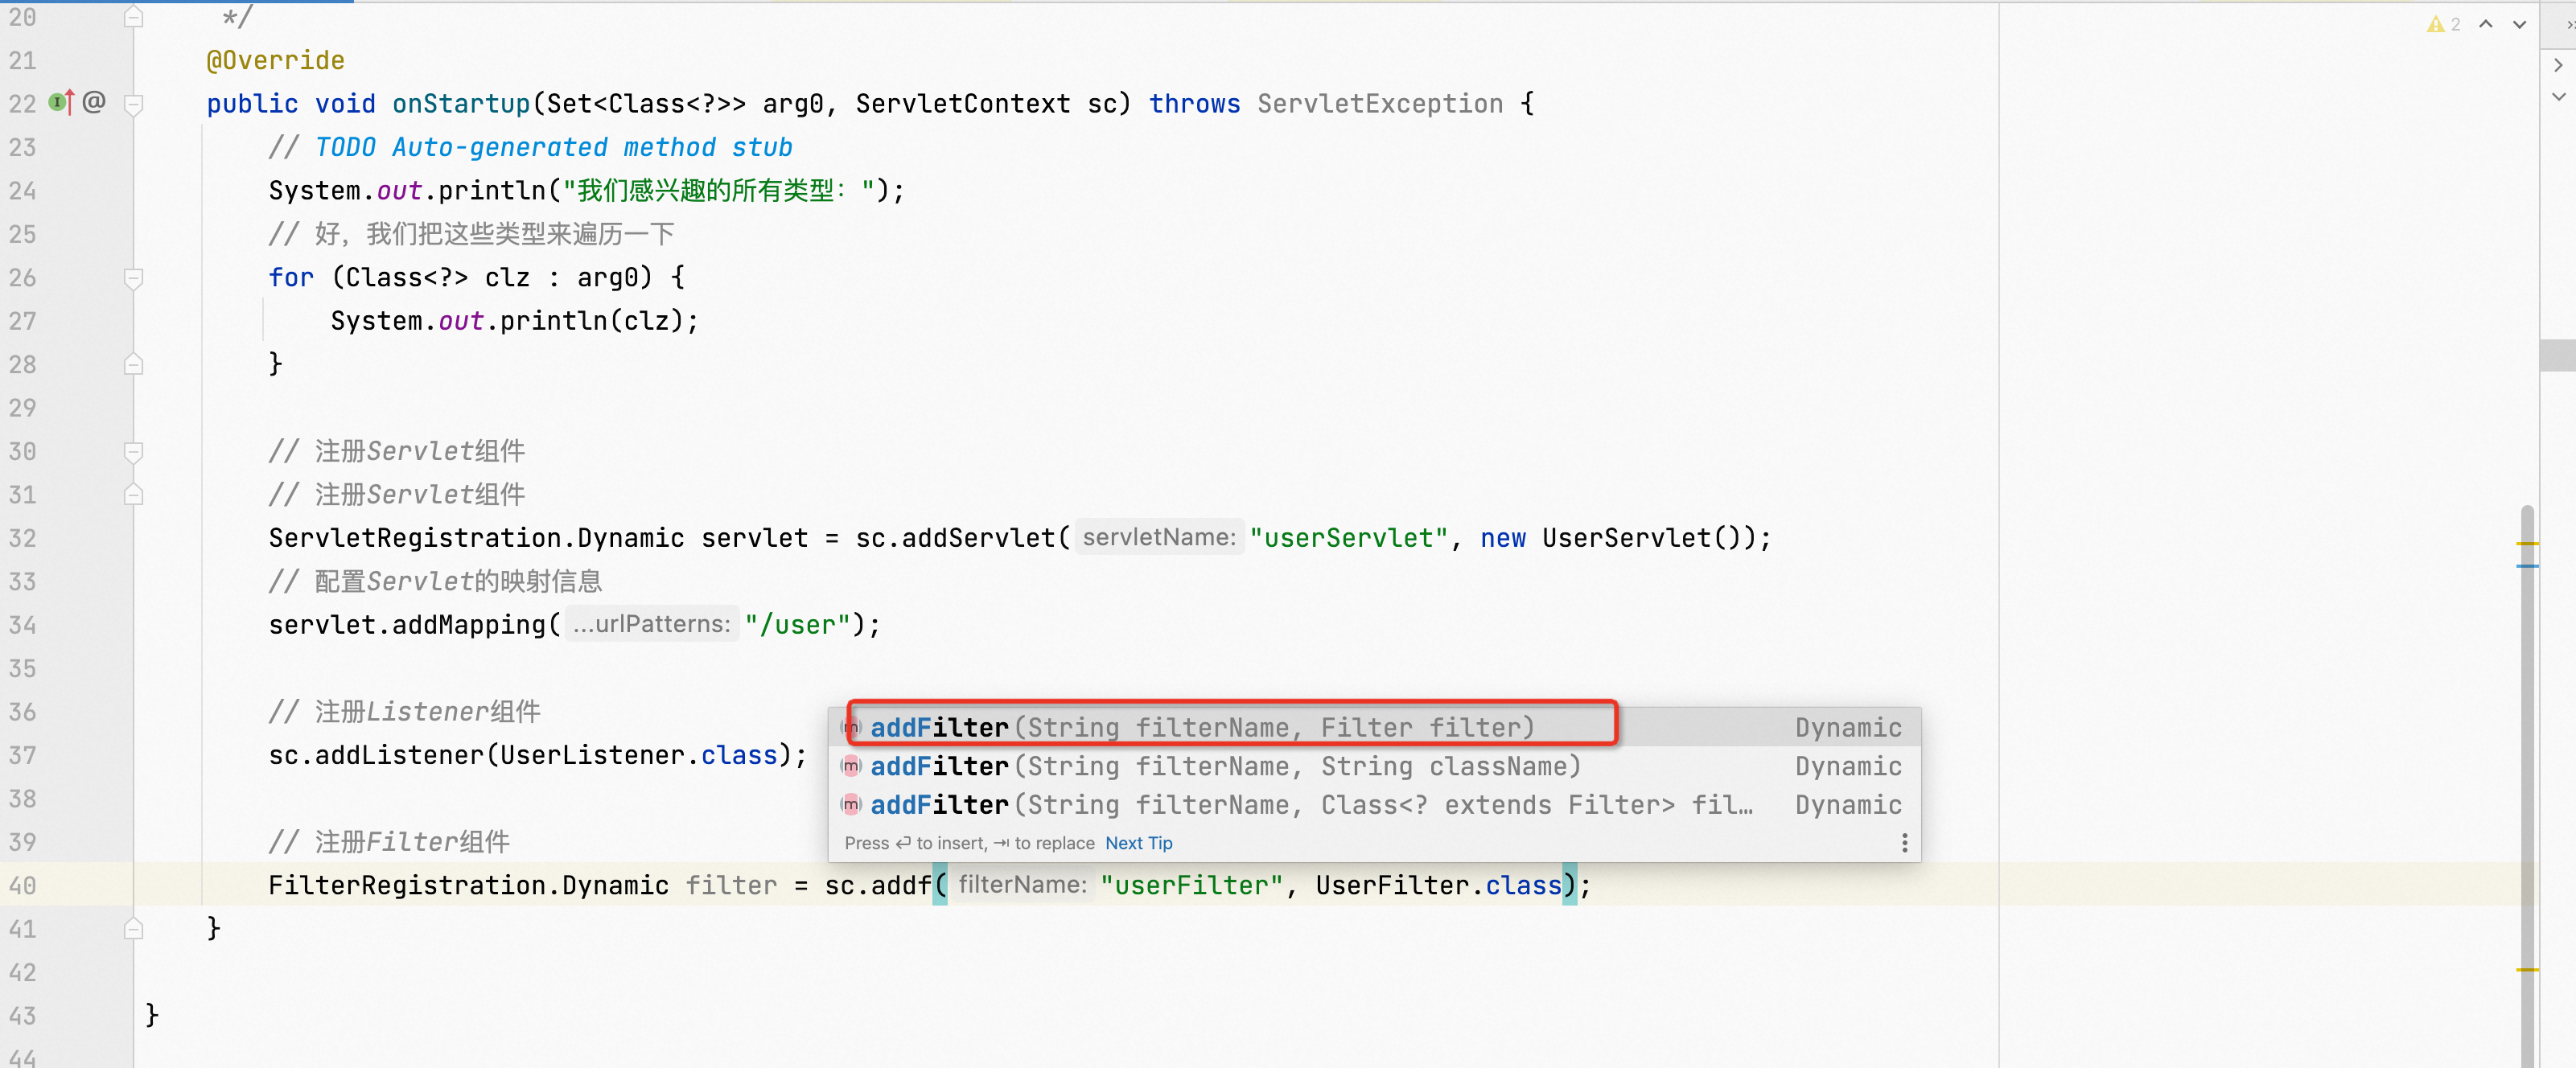 20 */
21 @Override
22 @ public void onStartup(Set<Class<?>> arg0, ServletContext sc) throws ServletException {
23 // TODO Auto-generated method stub
24 System.out.println("我们感兴趣的所有类型：");
25 // 好，我们把这些类型来遍历一下
26 for (Class<?> clz : arg0) {
27 System.out.println(clz);
28 }
29
30 // 注册Servlet组件
31 // 注册Servlet组件
32 ServletRegistration.Dynamic servlet = sc.addServlet( servletName: "userServlet", new UserServlet());
33 // 配置Servlet的映射信息
34 servlet.addMapping( ...urlPatterns: "/user");
35
36 // 注册Listener组件
37 sc.addListener(UserListener.class);
38
39 // 注册Filter组件
40 FilterRegistration.Dynamic filter = sc.addf( filterName: "userFilter", UserFilter.class);
41 }
42
43 }
44
2
m addFilter(String filterName, Filter filter) Dynamic
m addFilter(String filterName, String className) Dynamic
m addFilter(String filterName, Class<? extends Filter> fil… Dynamic
Press ⏎ to insert, ⇥ to replace Next Tip